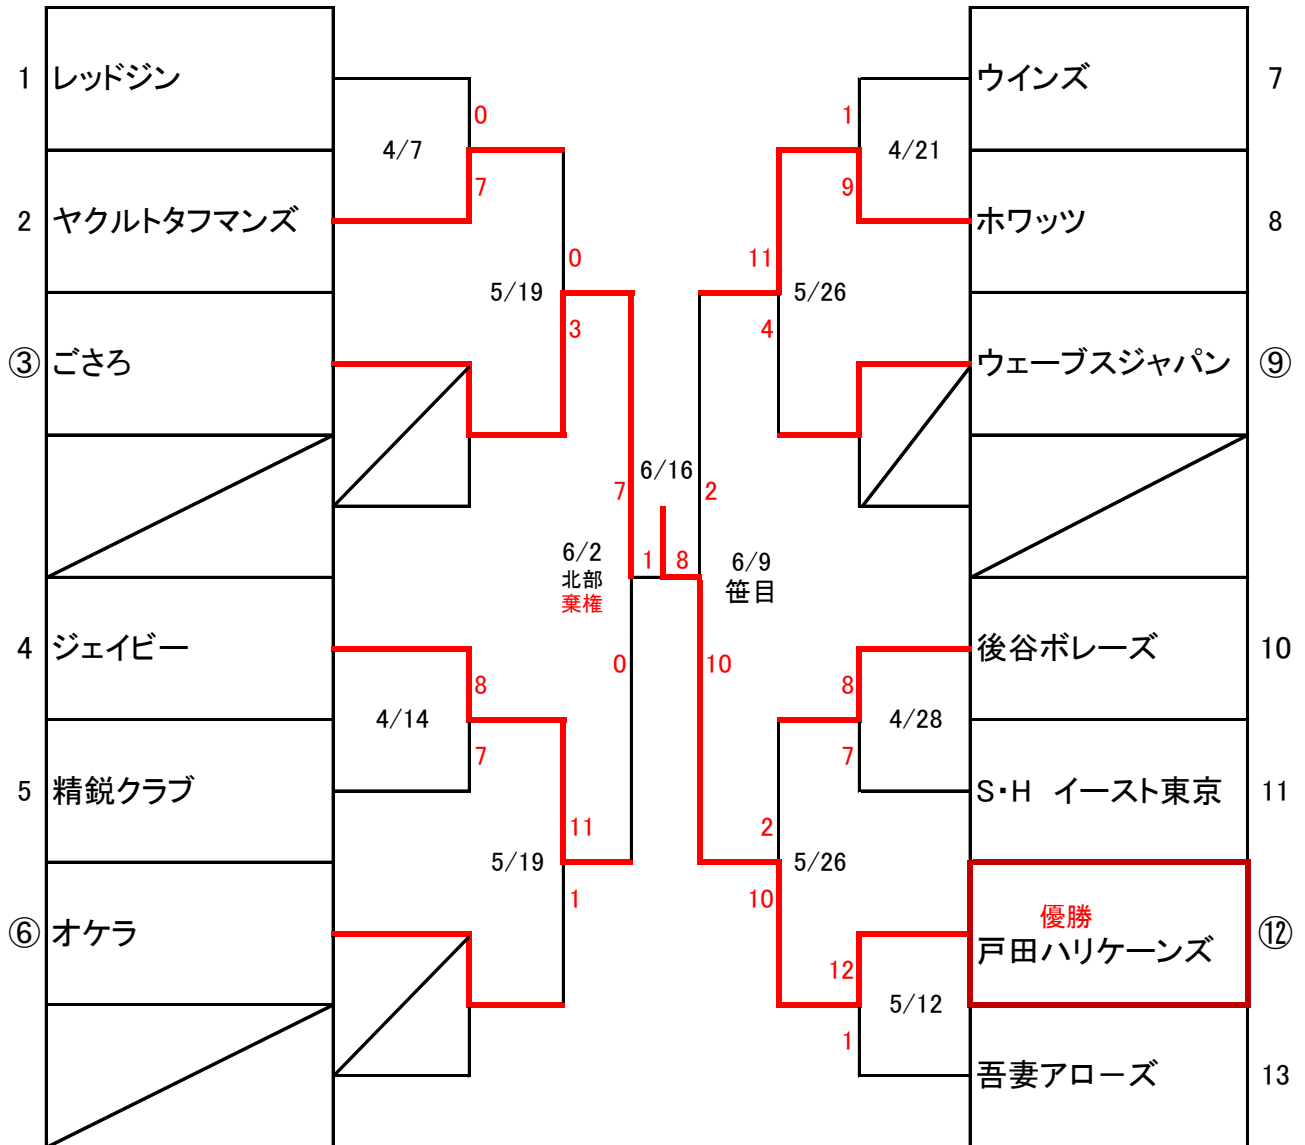 1 レッドジン
0
4/7
7
2 ヤクルトタフマンズ
0
5/19
3
③ ごさろ
7
6/2
北部
棄権
4 ジェイビー
8
4/14
7
0
5 精鋭クラブ
11
5/19
1
⑥ オケラ
6/16
1 8
ウインズ 7
1
4/21
9
ホワッツ 8
11
5/26
4
ウェーブスジャパン ⑨
2
6/9
笹目
10
後谷ボレーズ 10
8
4/28
7
S・H イースト東京 11
2
5/26
10
優勝
戸田ハリケーンズ ⑫
12
5/12
1
吾妻アローズ 13